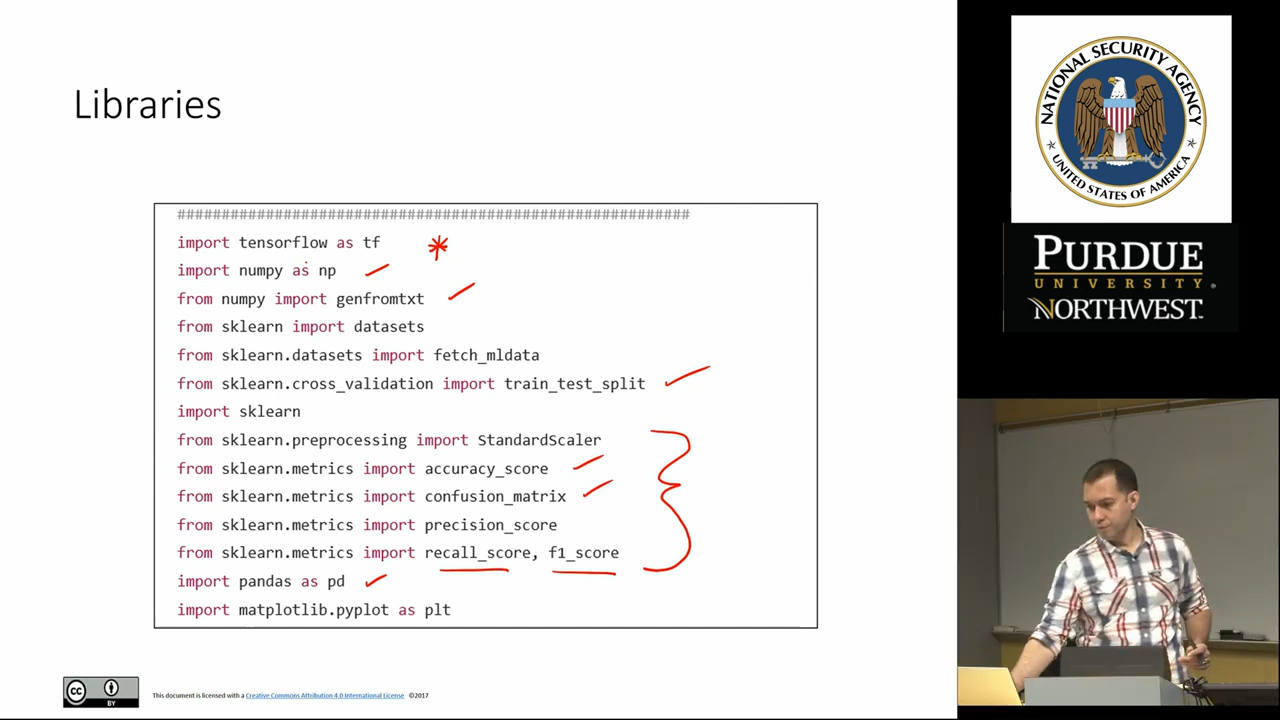 Libraries
#########################################################
import tensorflow as tf
import numpy as np
from numpy import genfromtxt
from sklearn import datasets
from sklearn.datasets import fetch_mldata
from sklearn.cross_validation import train_test_split
import sklearn
from sklearn.preprocessing import StandardScaler
from sklearn.metrics import accuracy_score
from sklearn.metrics import confusion_matrix
from sklearn.metrics import precision_score
from sklearn.metrics import recall_score, f1_score
import pandas as pd
import matplotlib.pyplot as plt
cc BY
This document is licensed with a Creative Commons Attribution 4.0 International License ©2017
NATIONAL SECURITY AGENCY
UNITED STATES OF AMERICA
PURDUE
UNIVERSITY
NORTHWEST